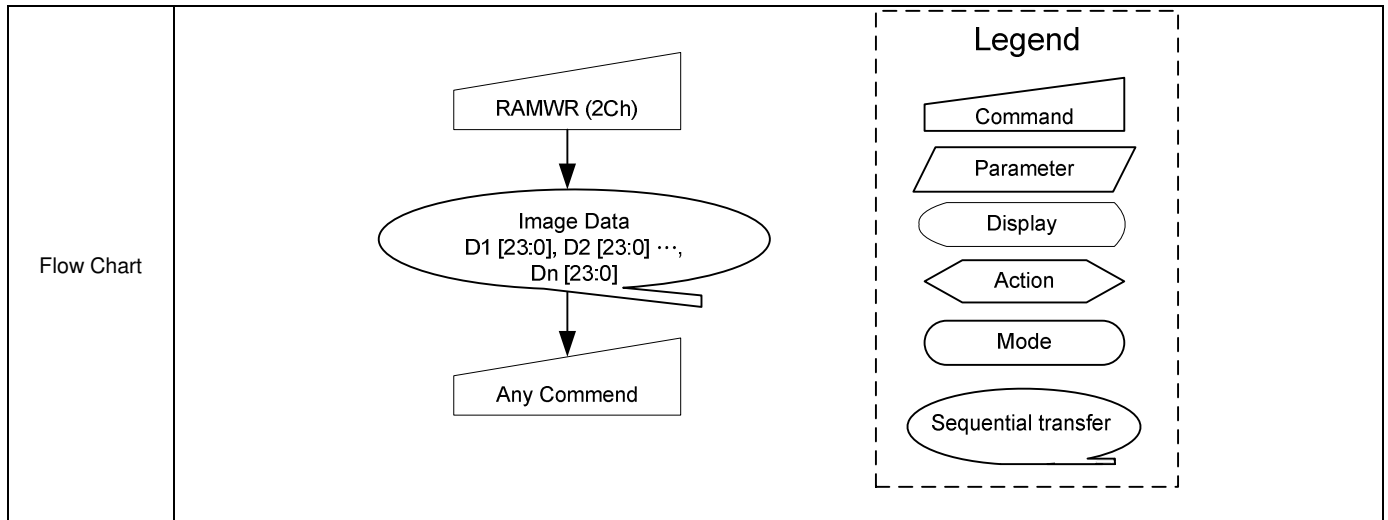 Flow Chart
RAMWR (2Ch)
Image Data
D1 [23:0], D2 [23:0] ⋯,
Dn [23:0]
Any Commend
Legend
Command
Parameter
Display
Action
Mode
Sequential transfer